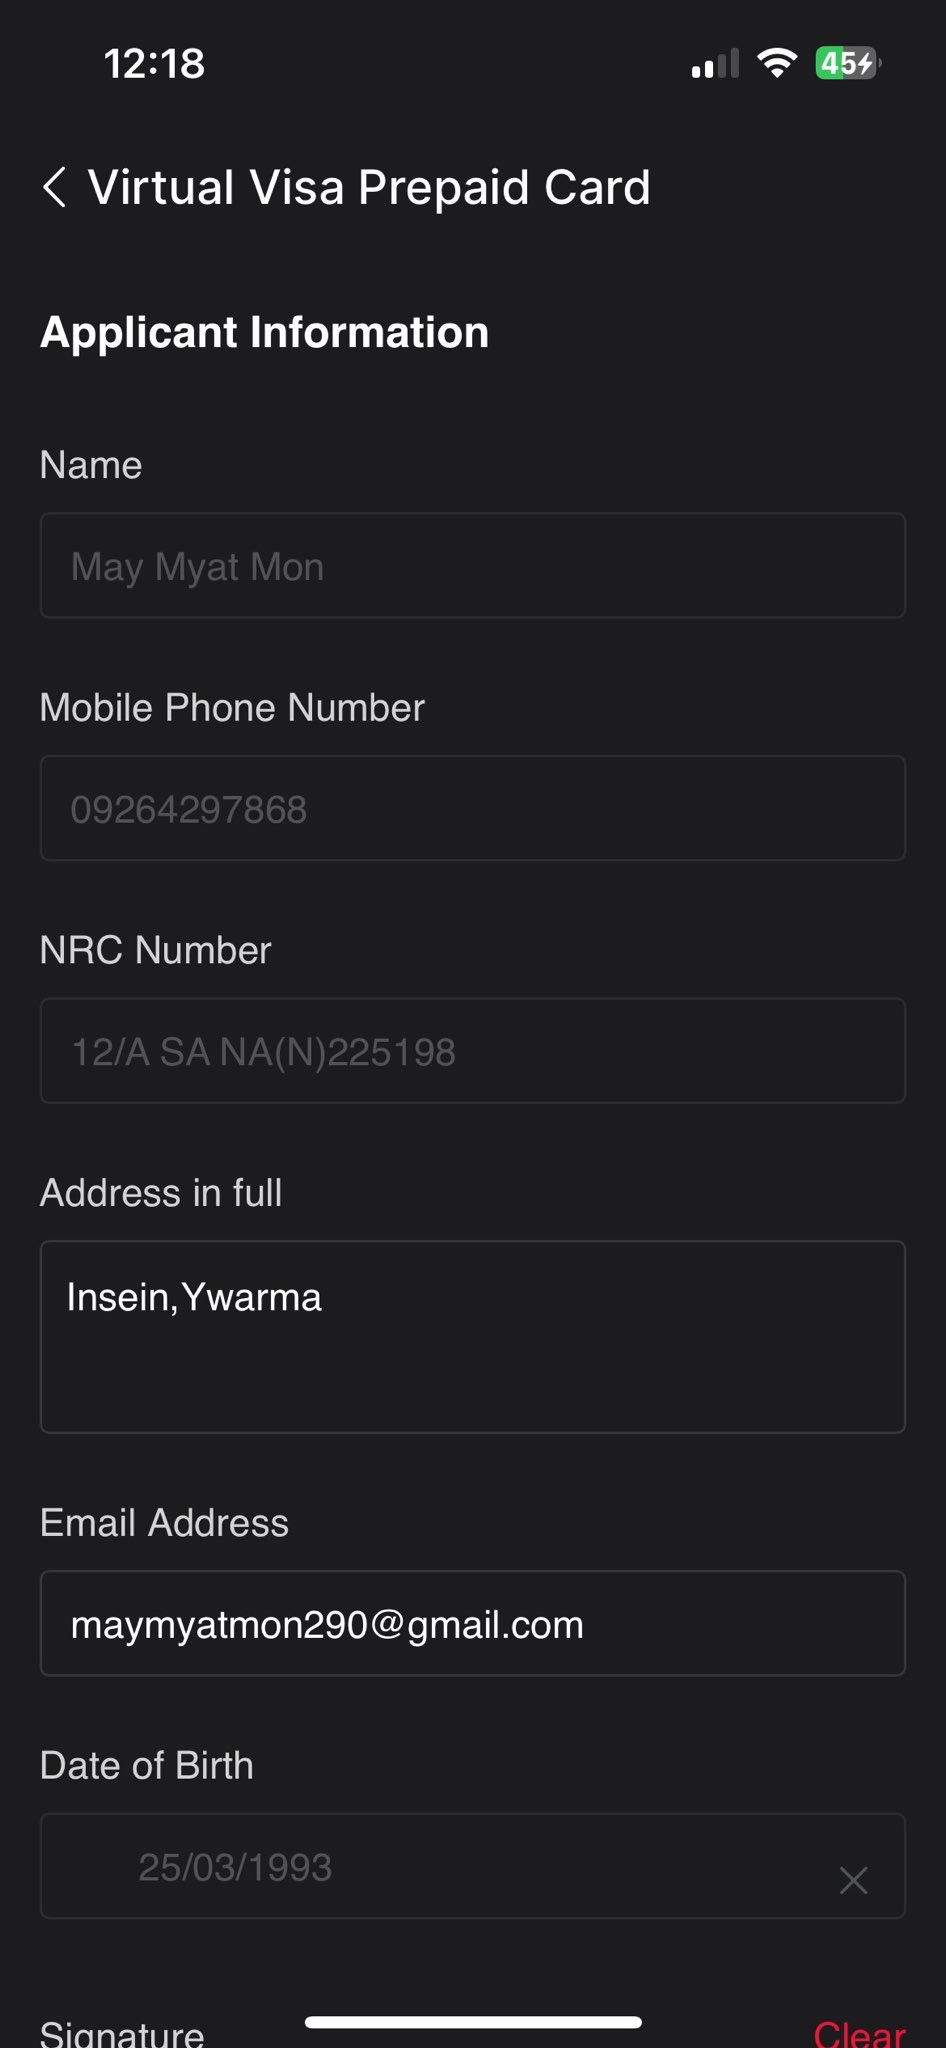 12:18
45
Virtual Visa Prepaid Card
Applicant Information
Name
May Myat Mon
Mobile Phone Number
09264297868
NRC Number
12/A SA NA(N)225198
Address in full
Insein,Ywarma
Email Address
maymyatmon290@gmail.com
Date of Birth
25/03/1993
Signature
Clear